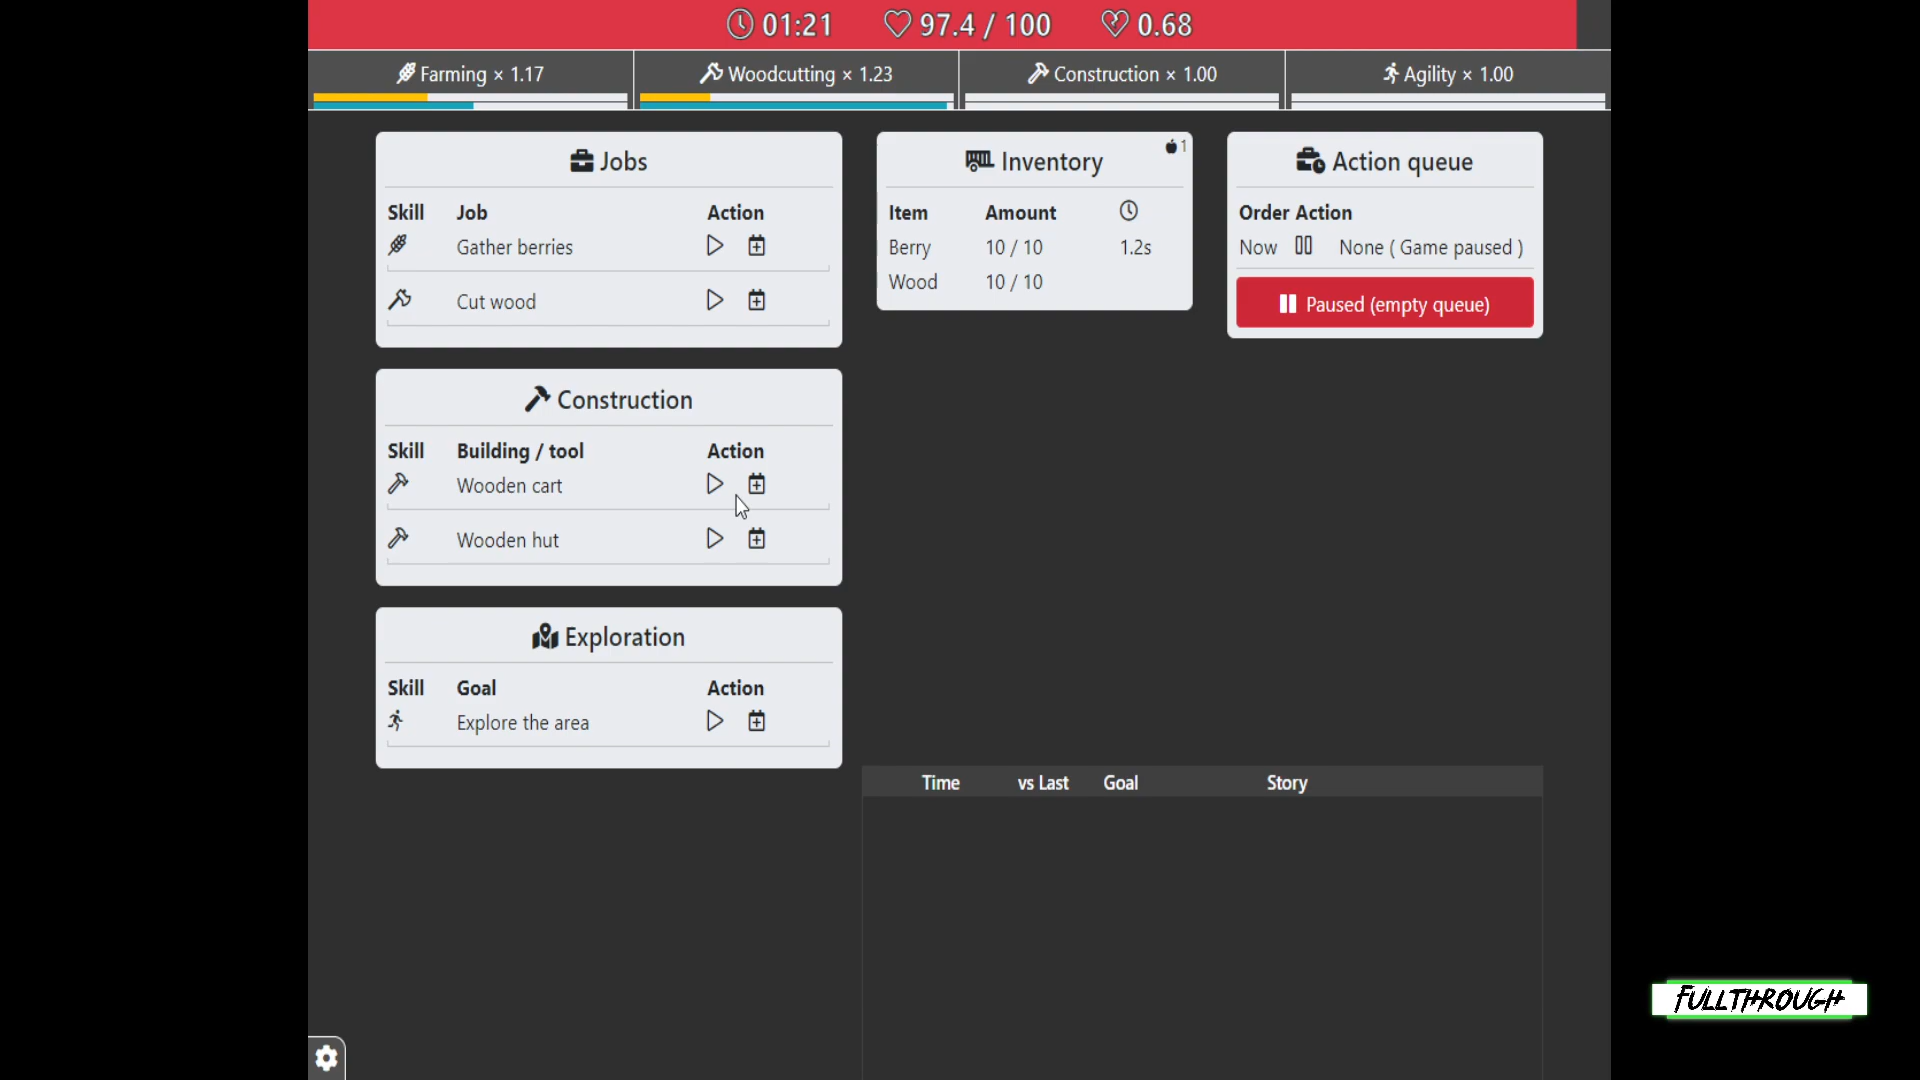 01:21 97.4 / 100 0.68
Farming × 1.17 Woodcutting × 1.23 Construction × 1.00 Agility × 1.00
Jobs
Skill Job Action
Gather berries
Cut wood
Construction
Skill Building / tool Action
Wooden cart
Wooden hut
Exploration
Skill Goal Action
Explore the area
1
Inventory
Item Amount
Berry 10 / 10 1.2s
Wood 10 / 10
Action queue
Order Action
Now None ( Game paused )
Paused (empty queue)
Time vs Last Goal Story
FULLTHROUGH